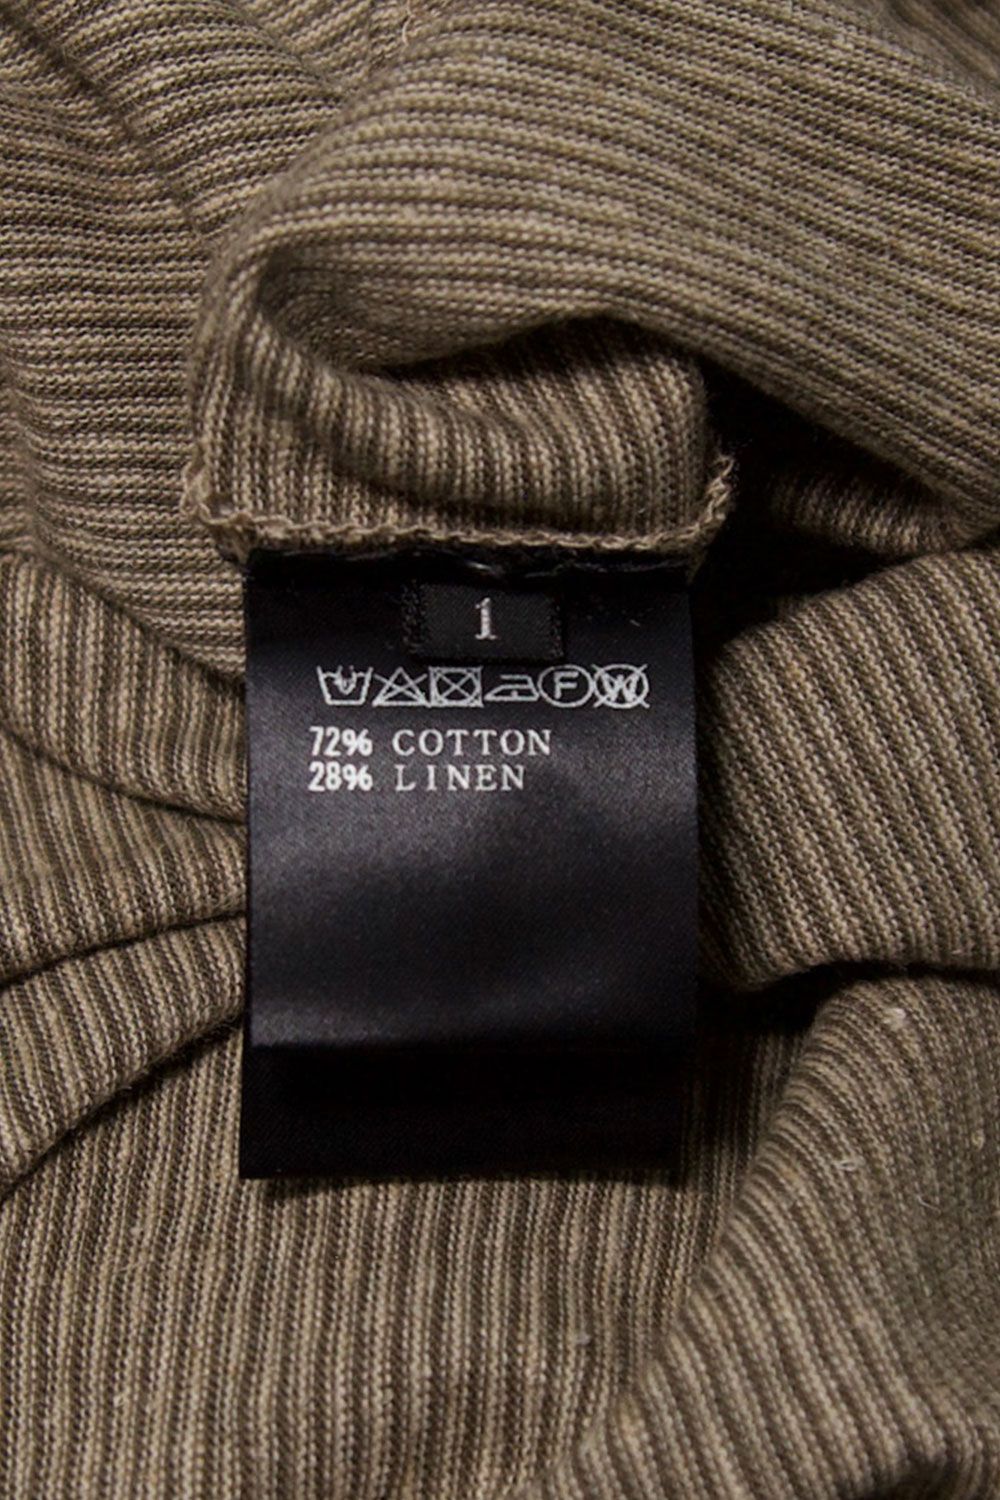 1
F W
72% COTTON
28% LINEN